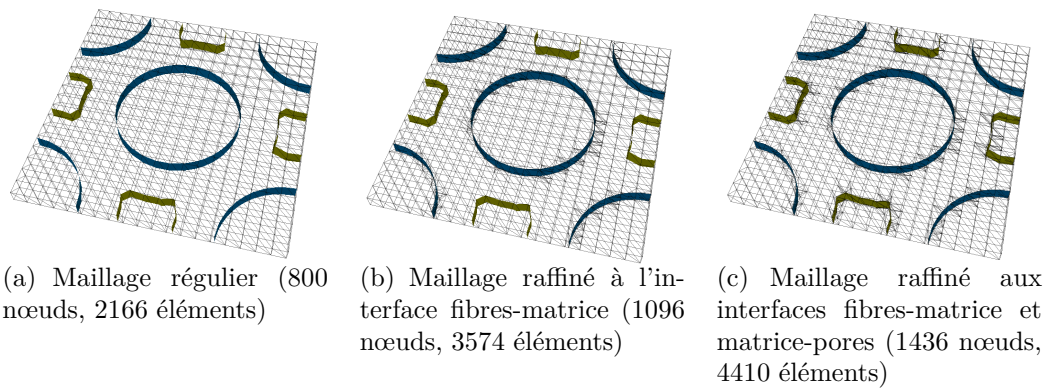 (a) Maillage régulier (800
nœuds, 2166 éléments)
(b) Maillage raffiné à l'in-
terface fibres-matrice (1096
nœuds, 3574 éléments)
(c) Maillage raffiné aux
interfaces fibres-matrice et
matrice-pores (1436 nœuds,
4410 éléments)